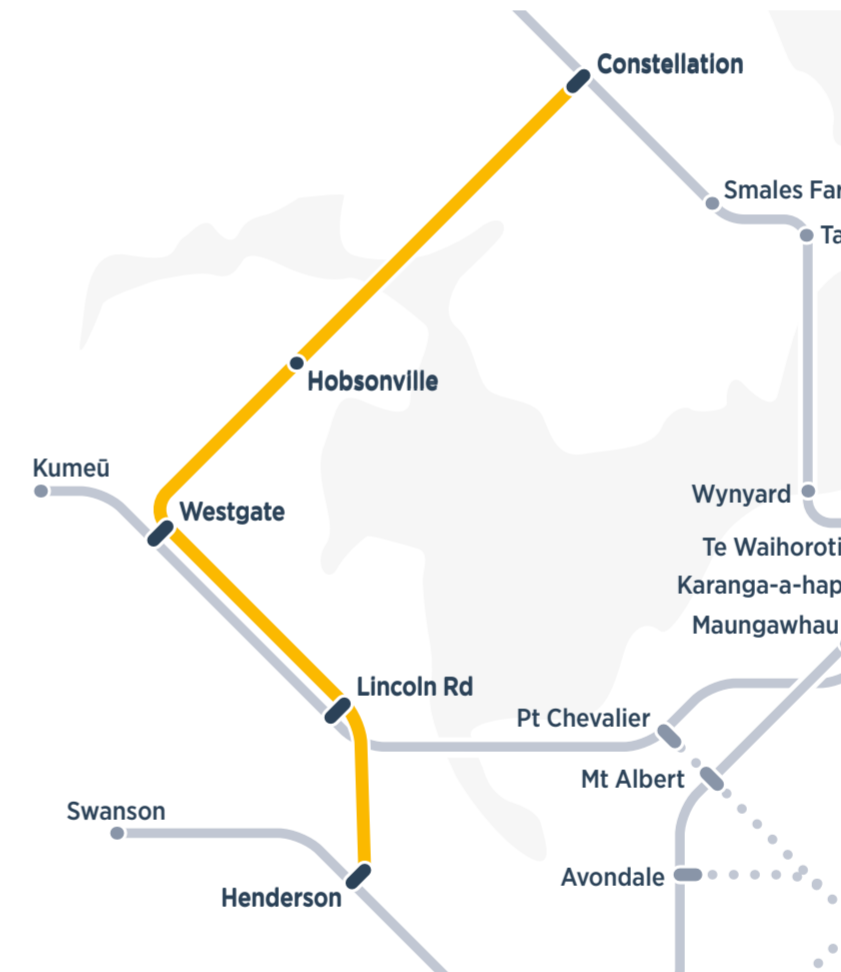 Constellation
Smales Far
Ta
Hobsonville
Kumeū
Westgate
Wynyard
Te Waihoroti
Karanga-a-hap
Maungawhau
Lincoln Rd
Pt Chevalier
Mt Albert
Swanson
Avondale
Henderson